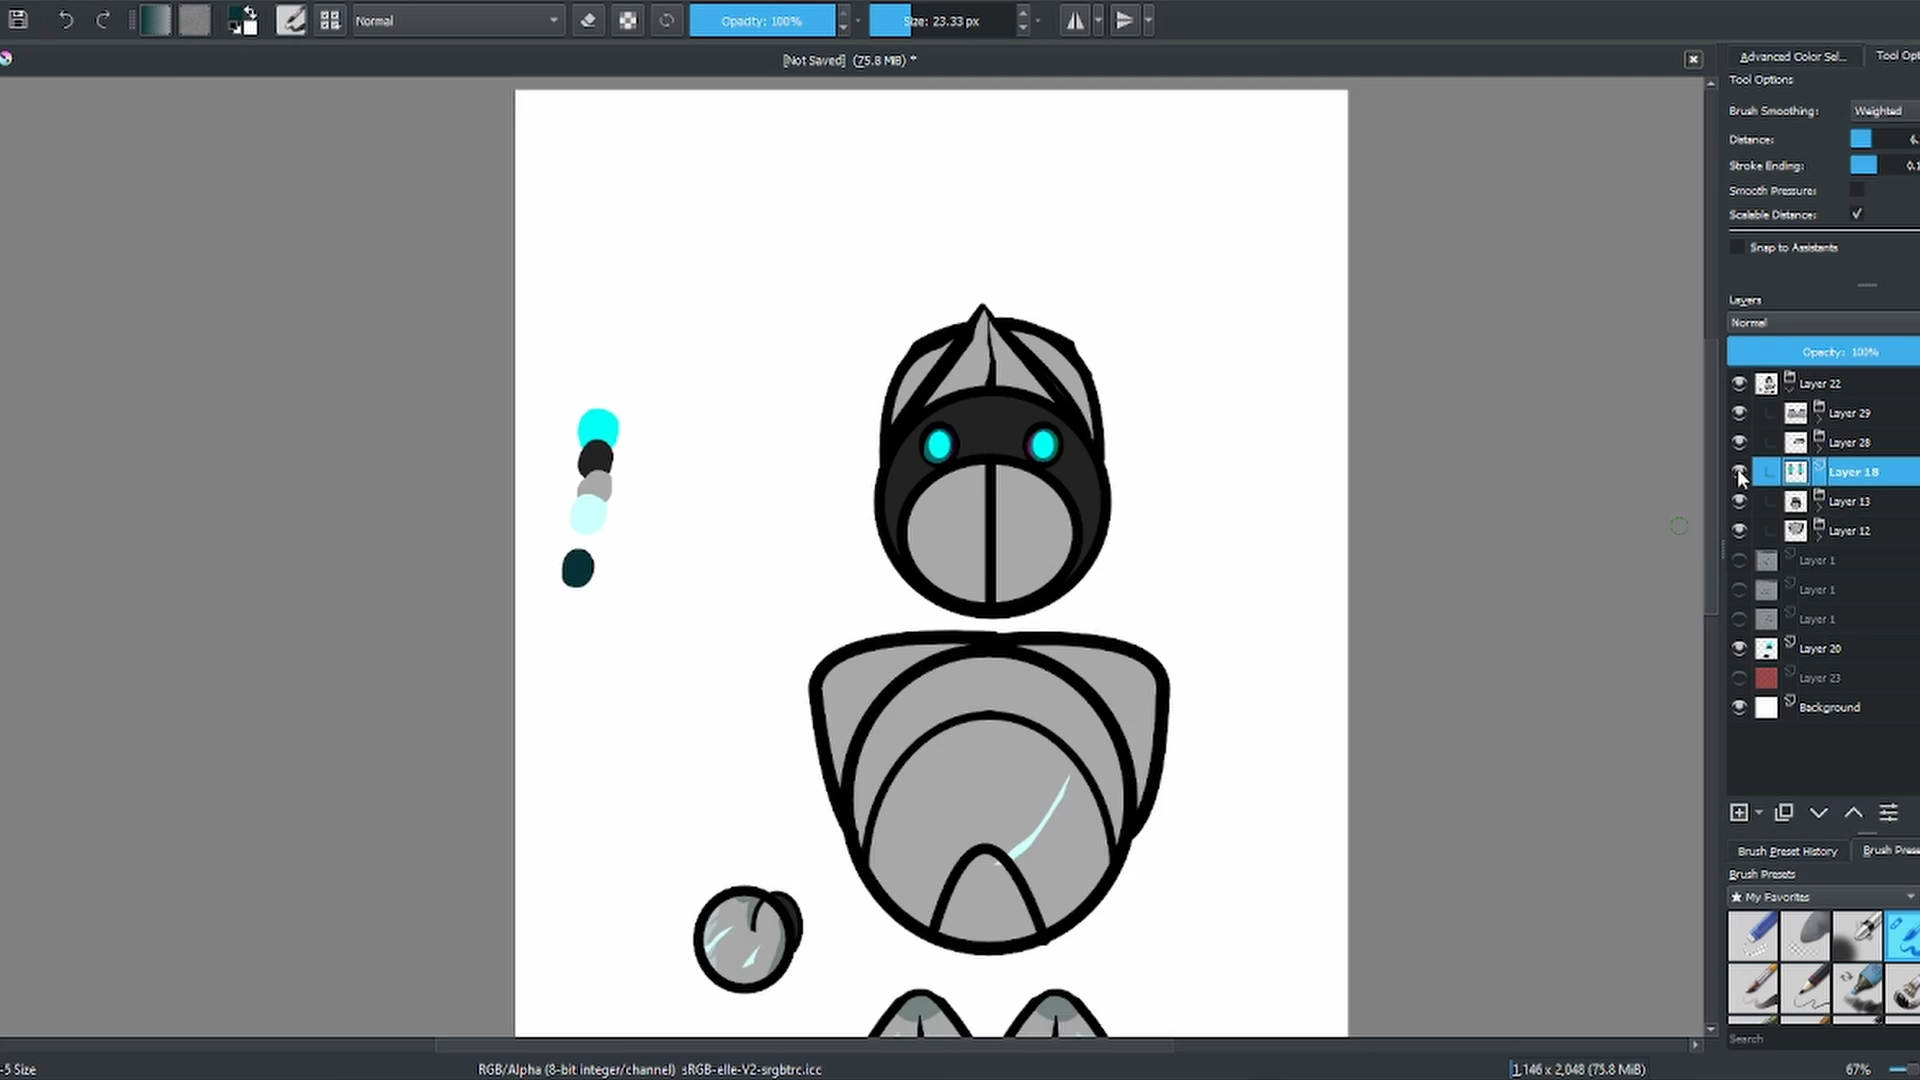 Normal
Opacity: 100%
Size: 23.33 px
[Not Saved] (75.8 MiB) *
Advanced Color Sel...
Tool Opt
Tool Options
Brush Smoothing: Weighted
Distance:
Stroke Ending:
Smooth Pressure:
Scalable Distance:
Snap to Assistants
Layers
Normal
Opacity: 100%
Layer 22
Layer 29
Layer 28
Layer 18
Layer 13
Layer 12
Layer 1
Layer 1
Layer 1
Layer 20
Layer 23
Background
Brush Preset History
Brush Prese
Brush Presets
★ My Favorites
Search
-5 Size
RGB/Alpha (8-bit integer/channel) sRGB-elle-V2-srgbtrc.icc
1,146 x 2,048 (75.8 MiB)
67%